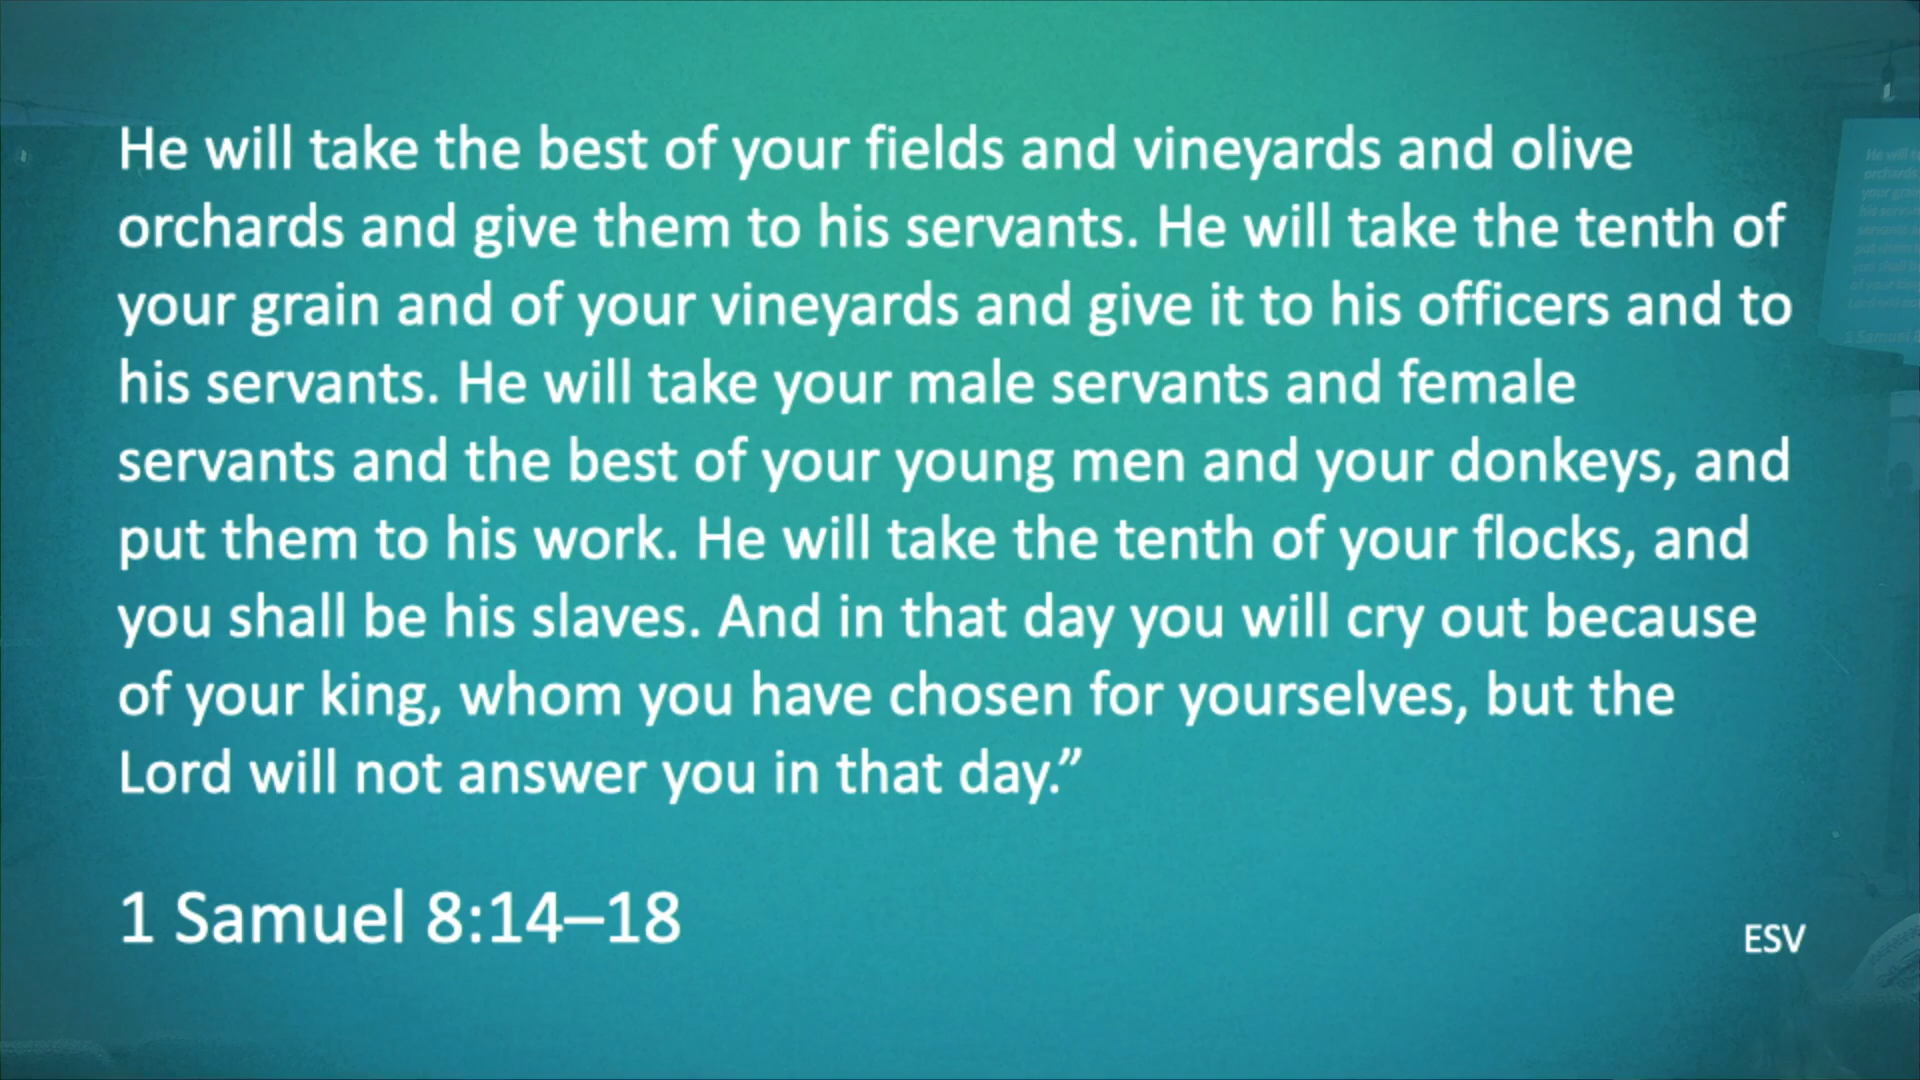 He will take the best of your fields and vineyards and olive
orchards and give them to his servants. He will take the tenth of
your grain and of your vineyards and give it to his officers and to
his servants. He will take your male servants and female
servants and the best of your young men and your donkeys, and
put them to his work. He will take the tenth of your flocks, and
you shall be his slaves. And in that day you will cry out because
of your king, whom you have chosen for yourselves, but the
Lord will not answer you in that day.”
1 Samuel 8:14–18
ESV